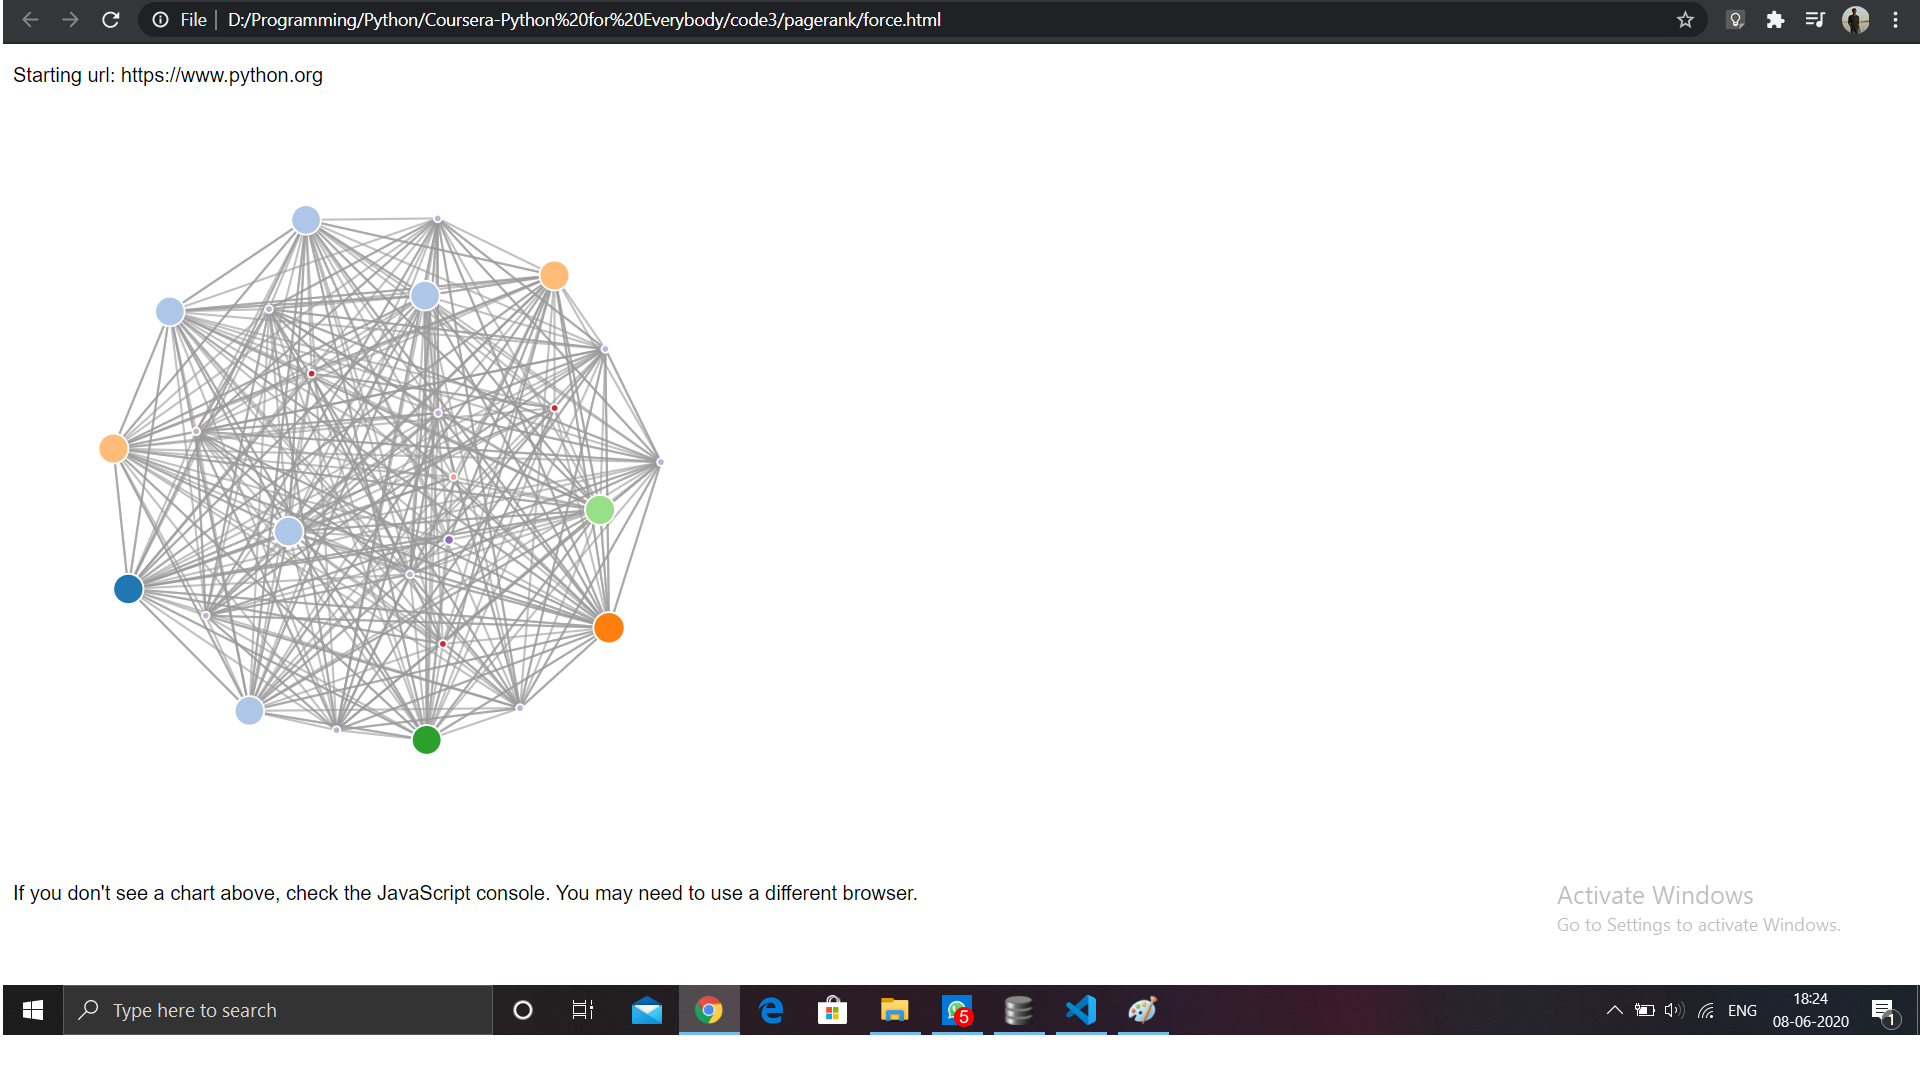 File
D:/Programming/Python/Coursera-Python%20for%20Everybody/code3/pagerank/force.html
Starting url: https://www.python.org
If you don't see a chart above, check the JavaScript console. You may need to use a different browser.
Activate Windows
Go to Settings to activate Windows.
Type here to search
5
ENG
18:24
08-06-2020
1